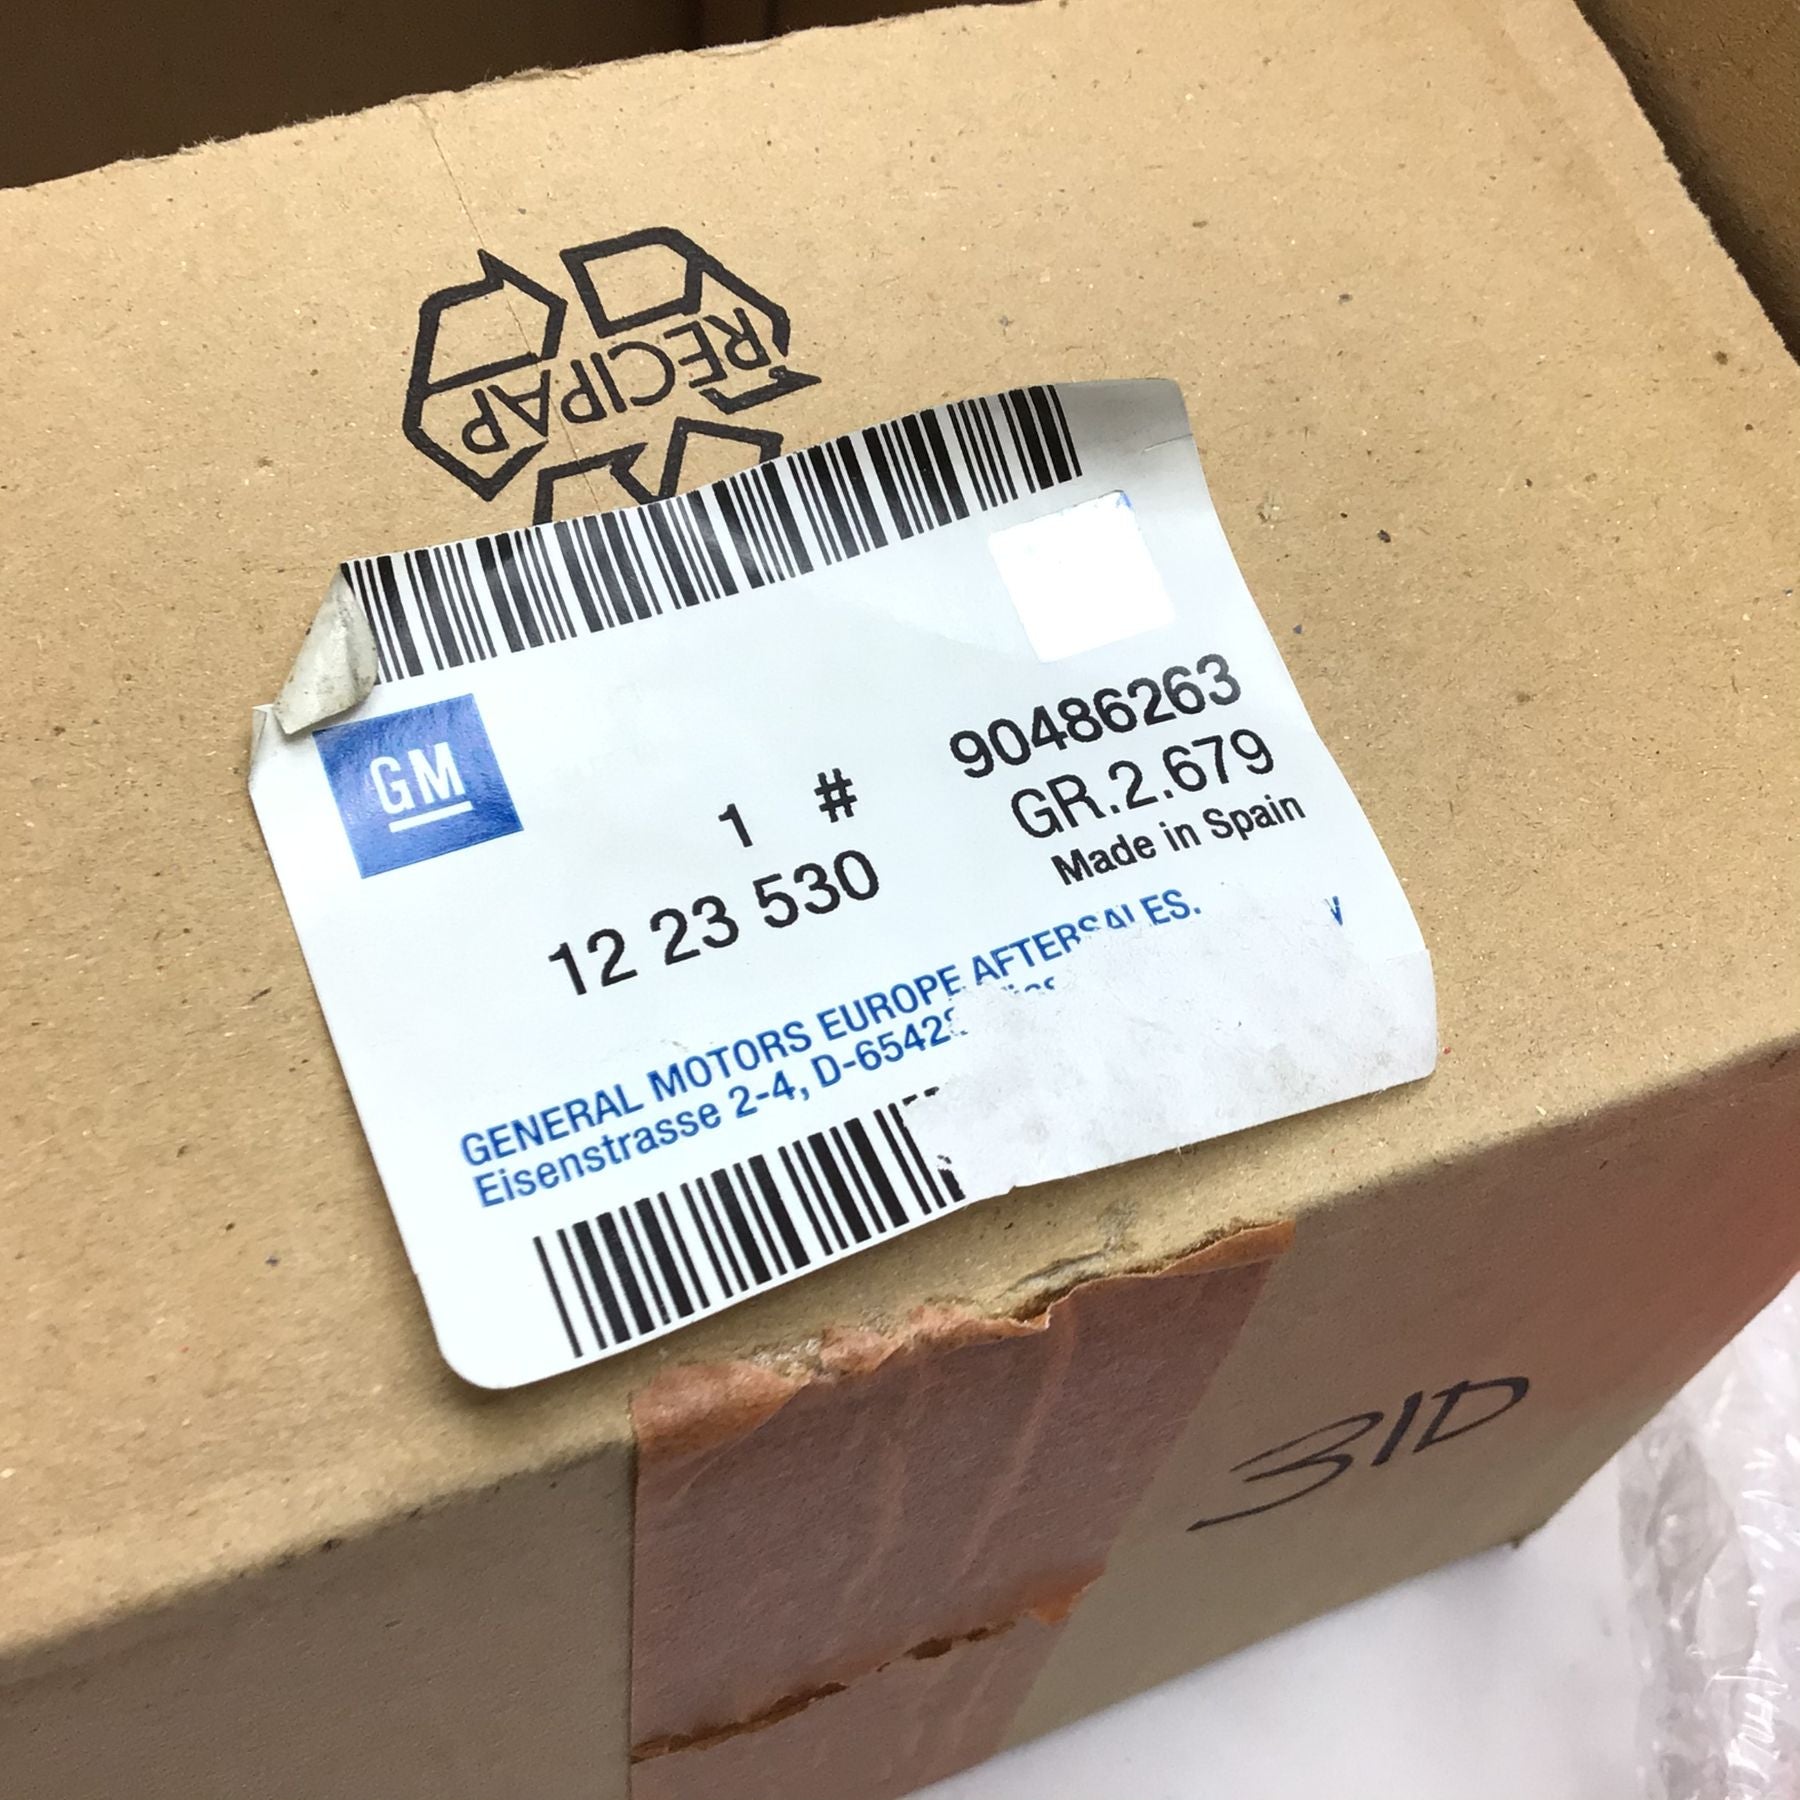 RECIPAP
GM
1 #
90486263
12 23 530
GR.2.679
Made in Spain
GENERAL MOTORS EUROPE AFTERSALES.
Eisenstrasse 2-4,
31D